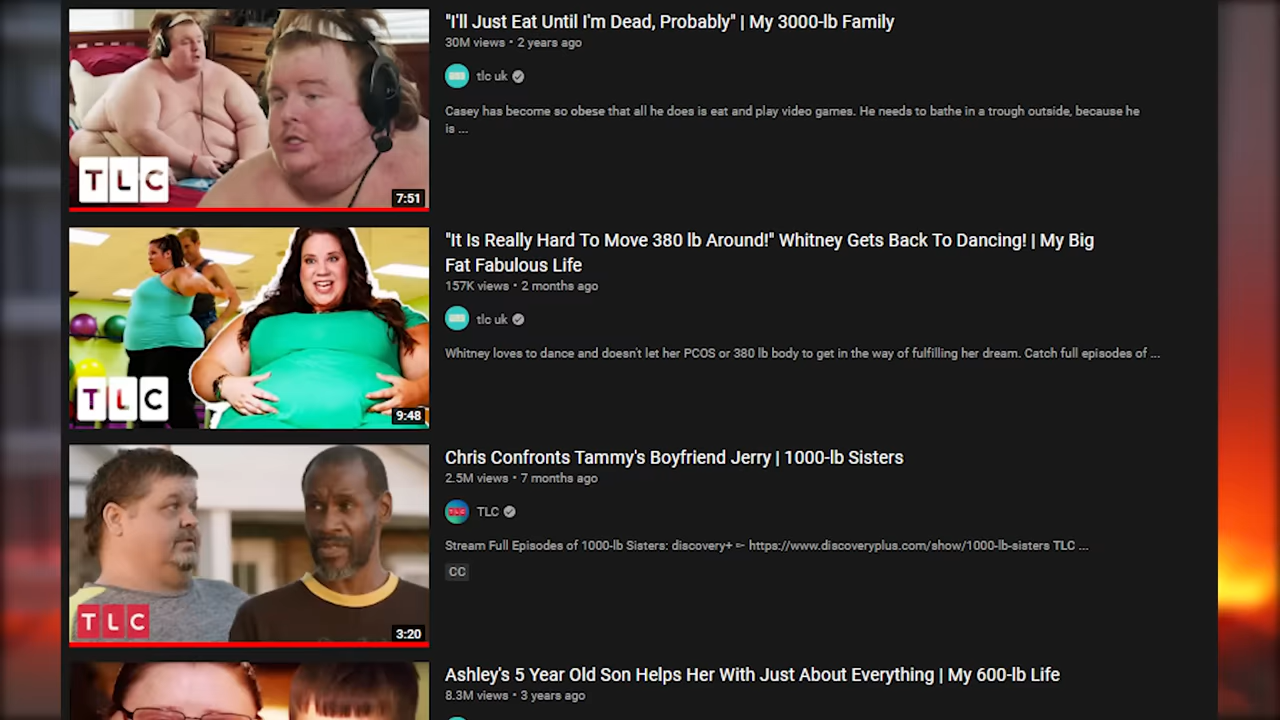 "I'll Just Eat Until I'm Dead, Probably" | My 3000-lb Family
30M views • 2 years ago
tlc uk
Casey has become so obese that all he does is eat and play video games. He needs to bathe in a trough outside, because he
is ...
TLC
7:51
"It Is Really Hard To Move 380 lb Around!" Whitney Gets Back To Dancing! | My Big
Fat Fabulous Life
157K views • 2 months ago
tlc uk
Whitney loves to dance and doesn't let her PCOS or 380 lb body to get in the way of fulfilling her dream. Catch full episodes of ...
TLC
9:48
Chris Confronts Tammy's Boyfriend Jerry | 1000-lb Sisters
2.5M views • 7 months ago
TLC
TLC
Stream Full Episodes of 1000-lb Sisters: discovery+ ► https://www.discoveryplus.com/show/1000-lb-sisters TLC ...
CC
TLC
3:20
Ashley's 5 Year Old Son Helps Her With Just About Everything | My 600-lb Life
8.3M views • 3 years ago